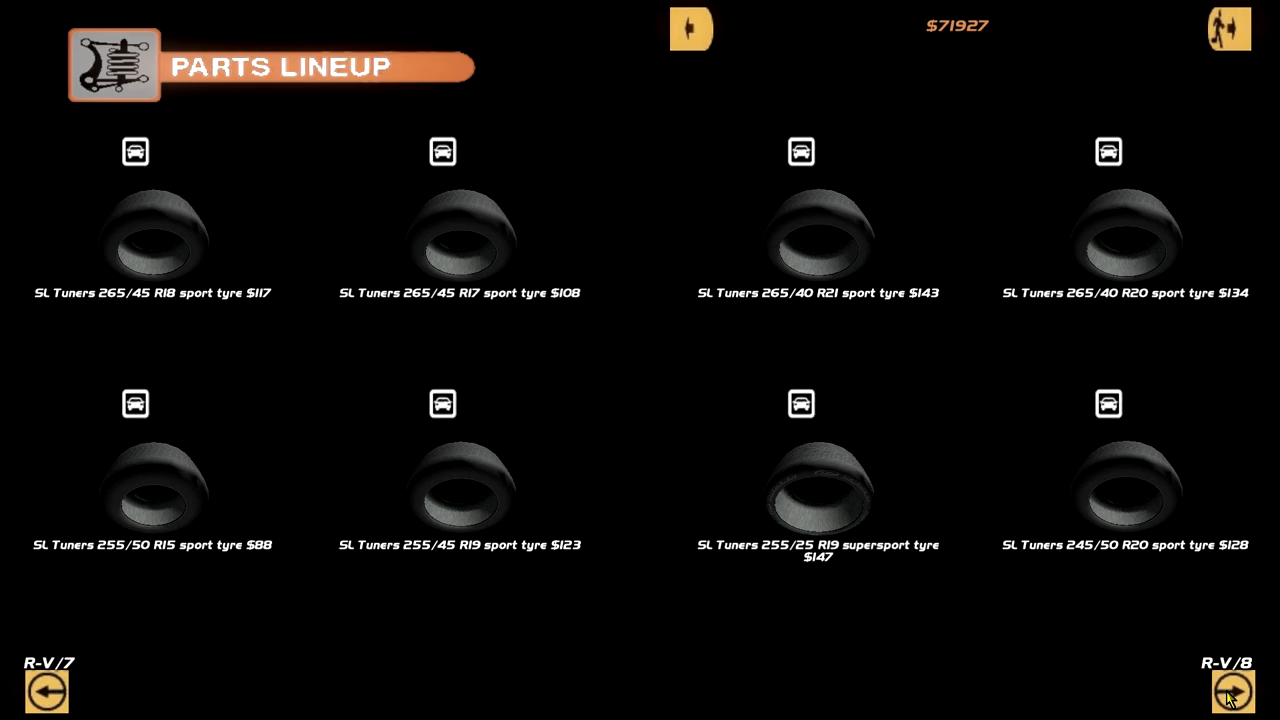 $71927
PARTS LINEUP
SL Tuners 265/45 R18 sport tyre $117
SL Tuners 265/45 R17 sport tyre $108
SL Tuners 265/40 R21 sport tyre $143
SL Tuners 265/40 R20 sport tyre $134
SL Tuners 255/50 R15 sport tyre $88
SL Tuners 255/45 R19 sport tyre $123
SL Tuners 255/25 R19 supersport tyre
$147
SL Tuners 245/50 R20 sport tyre $128
R-V/7
R-V/8